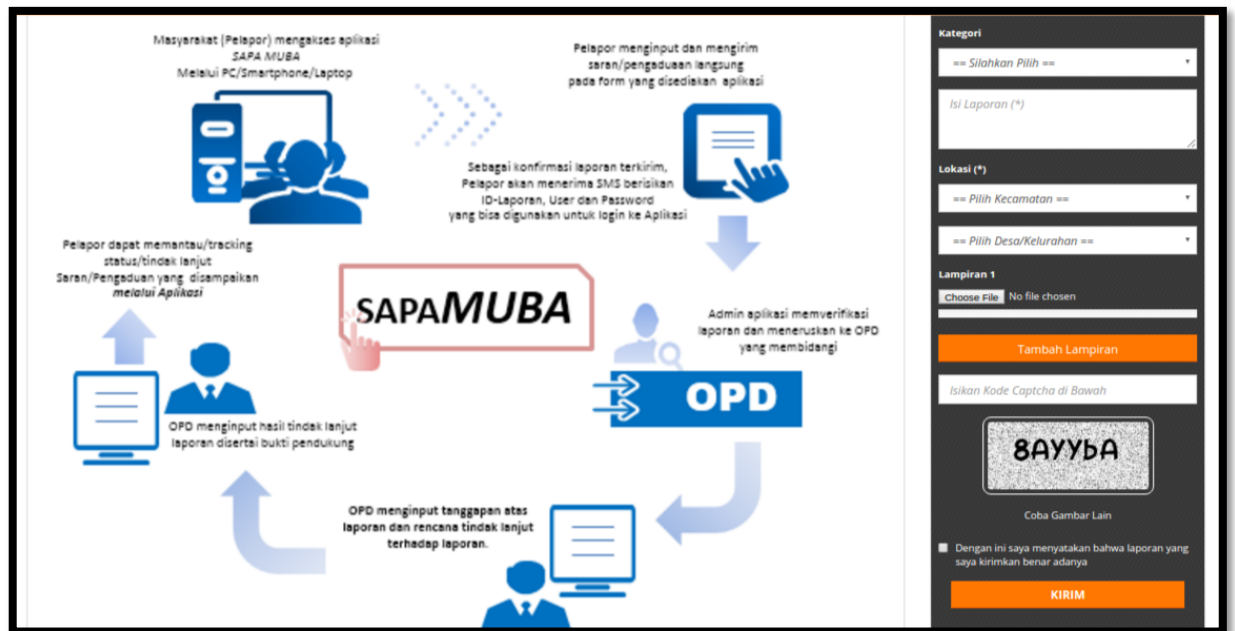 Masyarakat (Pelapor) mengakses aplikasi
SAPA MUBA
Melalui PC/Smartphone/Laptop
Pelapor menginput dan mengirim
saran/pengaduaan langsung
pada form yang disediakan aplikasi
Sebagai konfirmasi laporan terkirim,
Pelapor akan menerima SMS berisikan
ID-Laporan, User dan Password
yang bisa digunakan untuk login ke Aplikasi
Pelapor dapat memantau/tracking
status/tindak lanjut
Saran/Pengaduan yang disampaikan
melalui Aplikasi
SAPAMUBA
Admin aplikasi memverifikasi
laporan dan meneruskan ke OPD
yang membidangi
OPD
OPD menginput hasil tindak lanjut
laporan disertai bukti pendukung
OPD menginput tanggapan atas
laporan dan rencana tindak lanjut
terhadap laporan.
Kategori
== Silahkan Pilih ==
Isi Laporan (*)
Lokasi (*)
== Pilih Kecamatan ==
== Pilih Desa/Kelurahan ==
Lampiran 1
Choose File No file chosen
Tambah Lampiran
Isikan Kode Captcha di Bawah
8AYYbA
Coba Gambar Lain
Dengan ini saya menyatakan bahwa laporan yang
saya kirimkan benar adanya
KIRIM